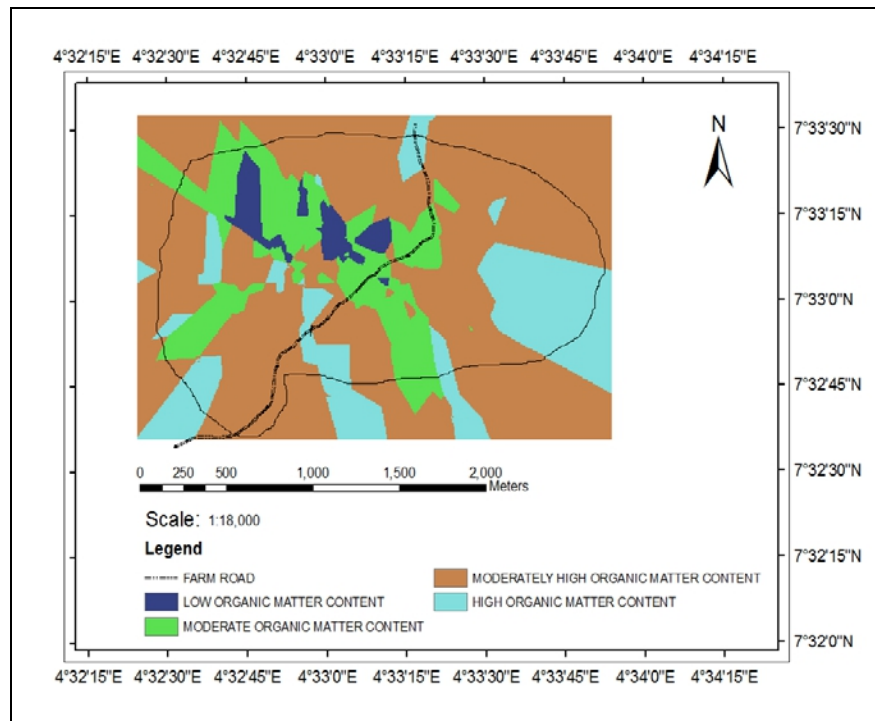 4°32'15"E 4°32'30"E 4°32'45"E 4°33'0"E 4°33'15"E 4°33'30"E 4°33'45"E 4°34'0"E 4°34'15"E
N
7°33'30"N
7°33'15"N
7°33'0"N
7°32'45"N
7°32'30"N
7°32'15"N
7°32'0"N
0 250 500 1,000 1,500 2,000
Meters
Scale: 1:18,000
Legend
FARM ROAD
MODERATELY HIGH ORGANIC MATTER CONTENT
LOW ORGANIC MATTER CONTENT
HIGH ORGANIC MATTER CONTENT
MODERATE ORGANIC MATTER CONTENT
4°32'15"E 4°32'30"E 4°32'45"E 4°33'0"E 4°33'15"E 4°33'30"E 4°33'45"E 4°34'0"E 4°34'15"E